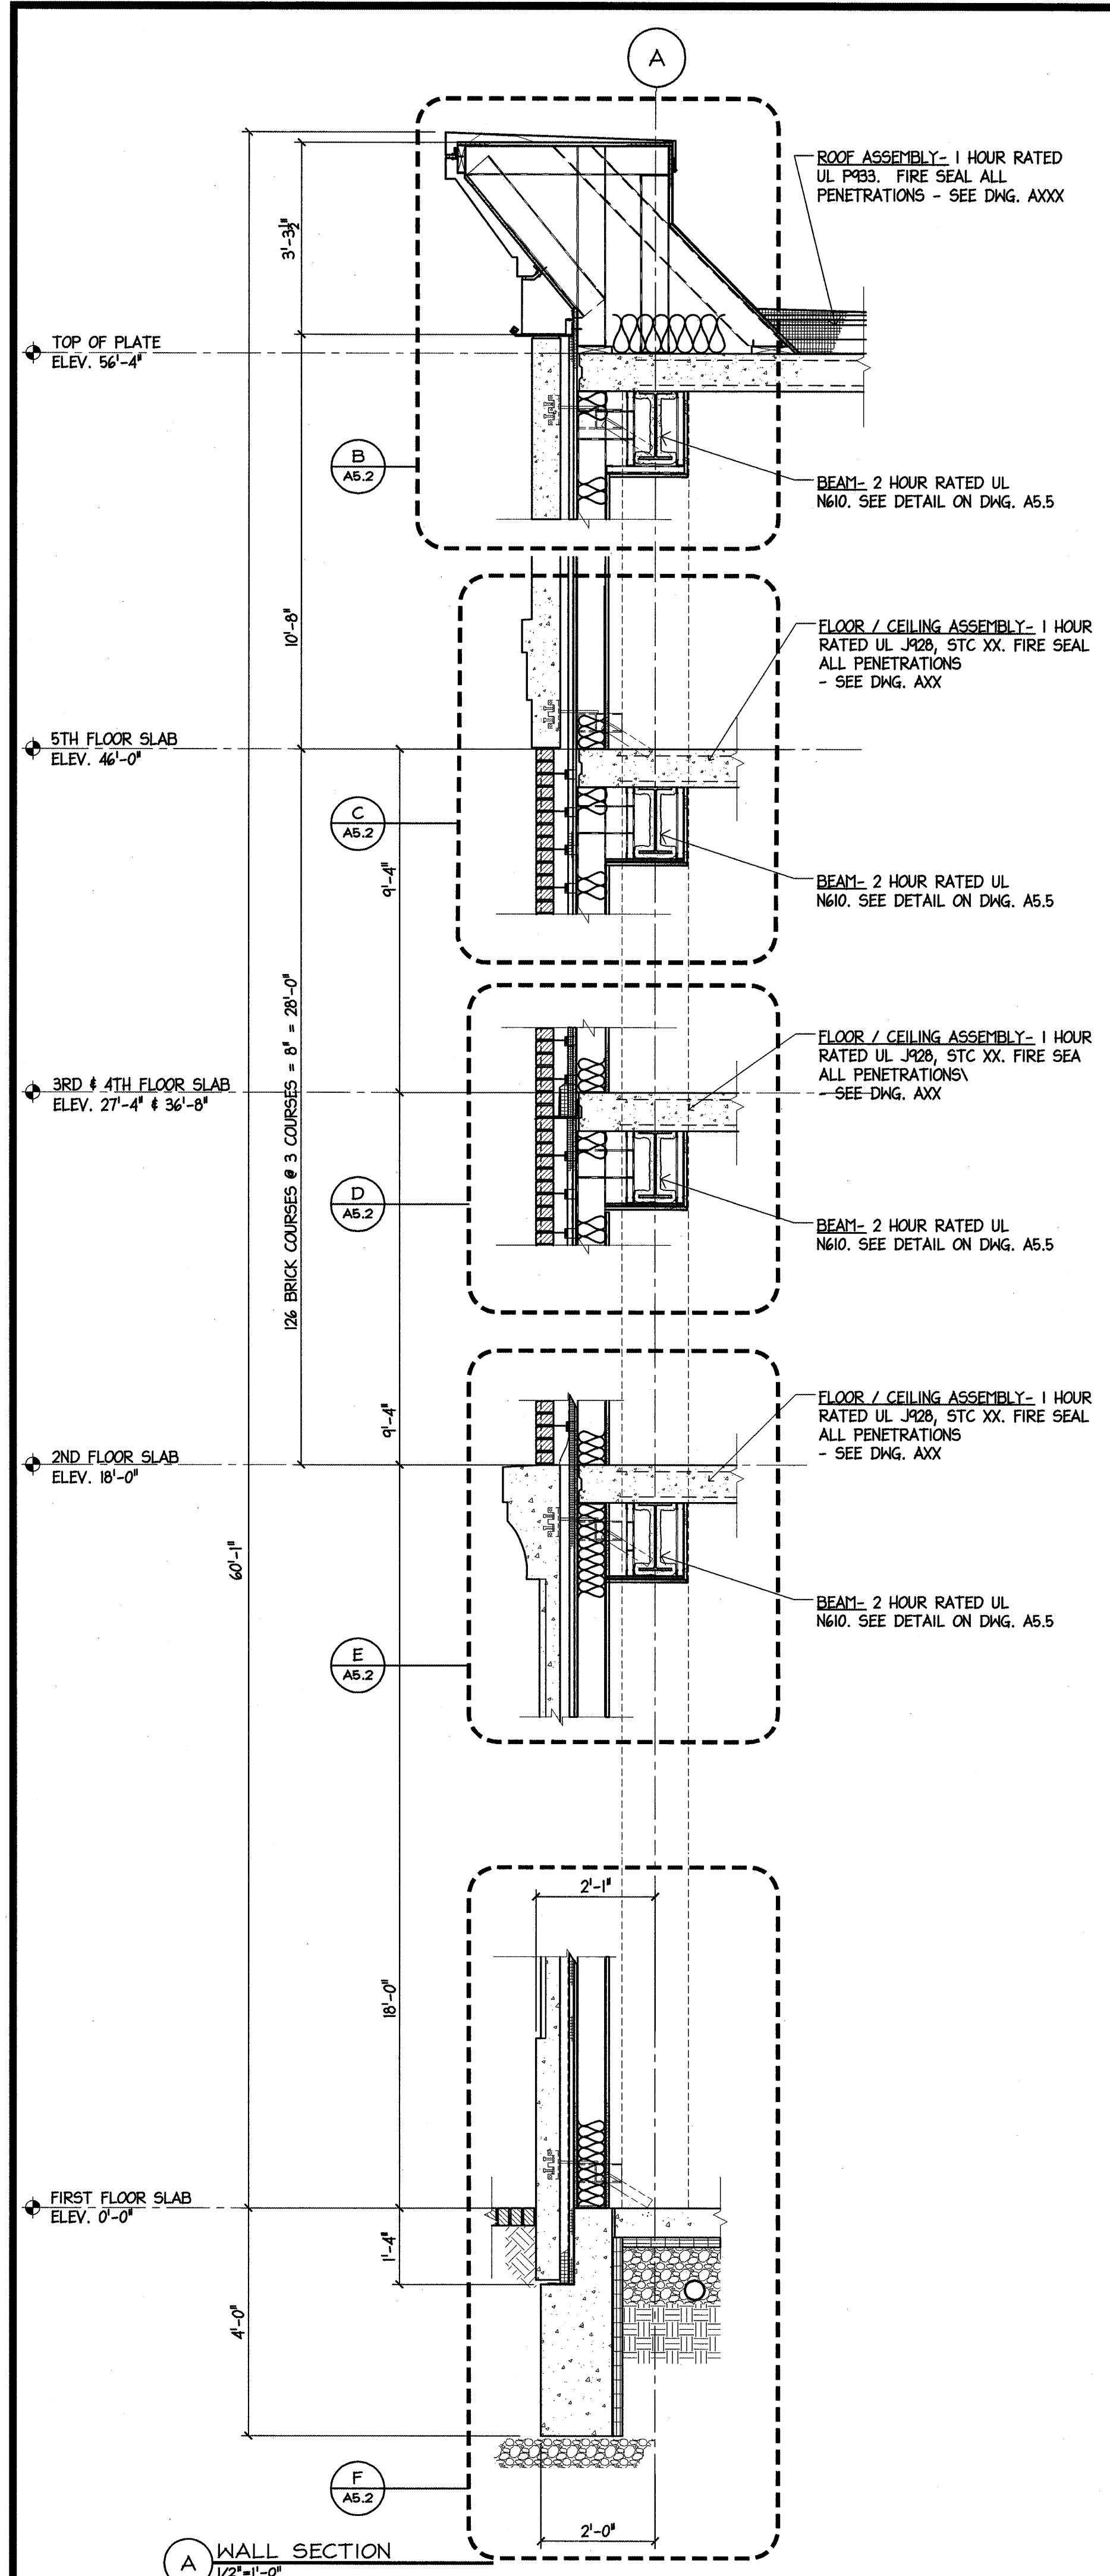 A
ROOF ASSEMBLY- 1 HOUR RATED
UL P933. FIRE SEAL ALL
PENETRATIONS - SEE DWG. AXXX
3'-3½"
TOP OF PLATE
ELEV. 56'-4"
B
A5.2
BEAM- 2 HOUR RATED UL
N610. SEE DETAIL ON DWG. A5.5
10'-8"
FLOOR / CEILING ASSEMBLY- 1 HOUR
RATED UL J928, STC XX. FIRE SEAL
ALL PENETRATIONS
- SEE DWG. AXX
5TH FLOOR SLAB
ELEV. 46'-0"
C
A5.2
9'-4"
BEAM- 2 HOUR RATED UL
N610. SEE DETAIL ON DWG. A5.5
126 BRICK COURSES @ 3 COURSES = 8" = 28'-0"
FLOOR / CEILING ASSEMBLY- 1 HOUR
RATED UL J928, STC XX. FIRE SEA
ALL PENETRATIONS\
- SEE DWG. AXX
3RD & 4TH FLOOR SLAB
ELEV. 27'-4" & 36'-8"
D
A5.2
BEAM- 2 HOUR RATED UL
N610. SEE DETAIL ON DWG. A5.5
9'-4"
FLOOR / CEILING ASSEMBLY- 1 HOUR
RATED UL J928, STC XX. FIRE SEAL
ALL PENETRATIONS
- SEE DWG. AXX
2ND FLOOR SLAB
ELEV. 18'-0"
60'-1"
BEAM- 2 HOUR RATED UL
N610. SEE DETAIL ON DWG. A5.5
E
A5.2
2'-1"
18'-0"
FIRST FLOOR SLAB
ELEV. 0'-0"
1'-4"
4'-0"
F
A5.2
2'-0"
A
WALL SECTION
1/2"=1'-0"